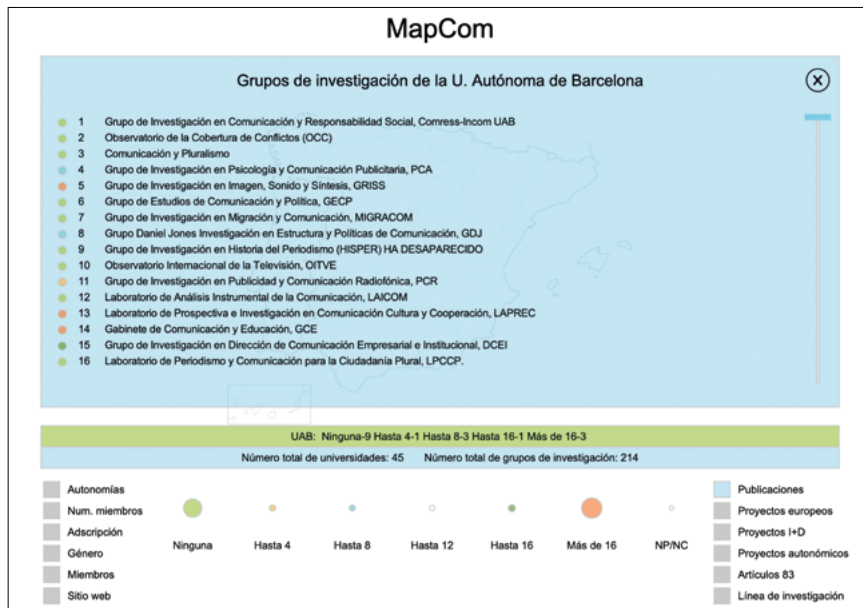 MapCom
Grupos de investigación de la U. Autónoma de Barcelona
X
1 Grupo de Investigación en Comunicación y Responsabilidad Social, Comress-Incom UAB
2 Observatorio de la Cobertura de Conflictos (OCC)
3 Comunicación y Pluralismo
4 Grupo de Investigación en Psicología y Comunicación Publicitaria, PCA
5 Grupo de Investigación en Imagen, Sonido y Síntesis, GRISS
6 Grupo de Estudios de Comunicación y Política, GECP
7 Grupo de Investigación en Migración y Comunicación, MIGRACOM
8 Grupo Daniel Jones Investigación en Estructura y Políticas de Comunicación, GDJ
9 Grupo de Investigación en Historia del Periodismo (HISPER) HA DESAPARECIDO
10 Observatorio Internacional de la Televisión, OITVE
11 Grupo de Investigación en Publicidad y Comunicación Radiofónica, PCR
12 Laboratorio de Análisis Instrumental de la Comunicación, LAICOM
13 Laboratorio de Prospectiva e Investigación en Comunicación Cultura y Cooperación, LAPREC
14 Gabinete de Comunicación y Educación, GCE
15 Grupo de Investigación en Dirección de Comunicación Empresarial e Institucional, DCEI
16 Laboratorio de Periodismo y Comunicación para la Ciudadanía Plural, LPCCP.
UAB: Ninguna-9 Hasta 4-1 Hasta 8-3 Hasta 16-1 Más de 16-3
Número total de universidades: 45 Número total de grupos de investigación: 214
Autonomías
Num. miembros
Adscripción
Género
Miembros
Sitio web
Ninguna Hasta 4 Hasta 8 Hasta 12 Hasta 16 Más de 16 NP/NC
Publicaciones
Proyectos europeos
Proyectos I+D
Proyectos autonómicos
Artículos 83
Línea de investigación